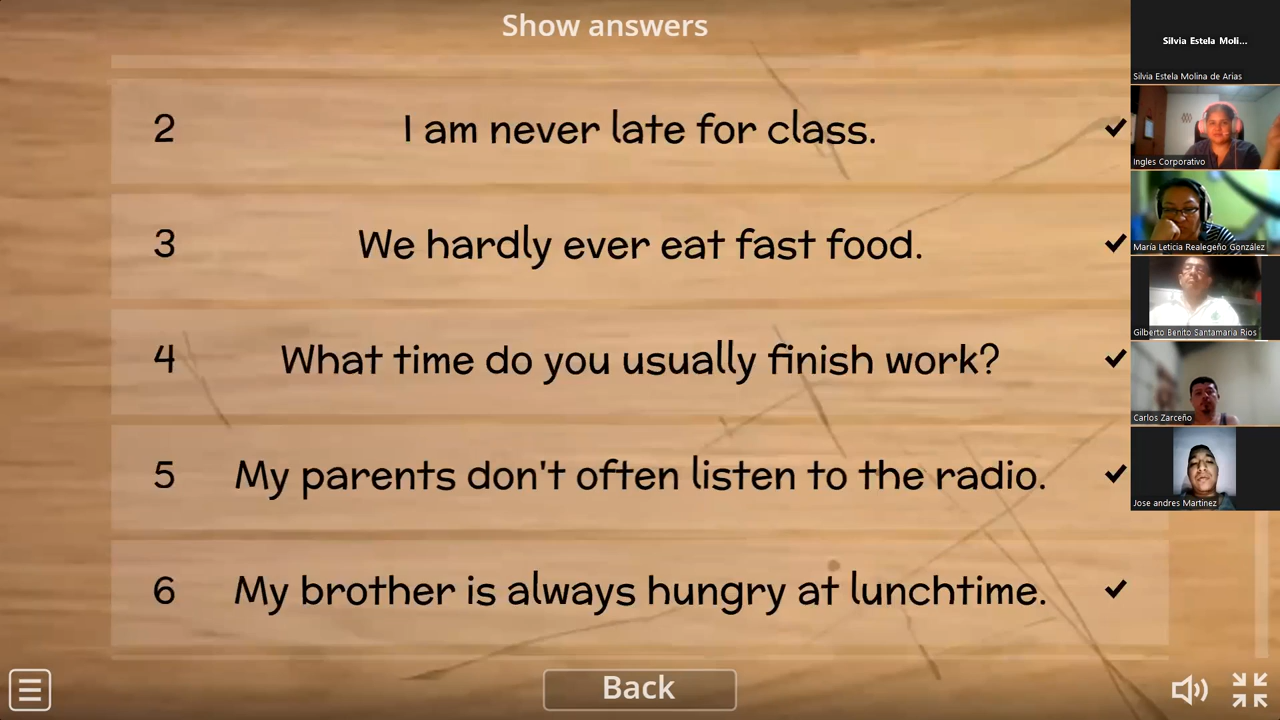 Show answers
2 I am never late for class.
3 We hardly ever eat fast food.
4 What time do you usually finish work?
5 My parents don't often listen to the radio.
6 My brother is always hungry at lunchtime.
Back
Silvia Estela Moli...
Silvia Estela Molina de Arias
Ingles Corporativo
María Leticia Realegeño González
Gilberto Benito Santamaria Rios
Carlos Zarceño
Jose andres Martinez